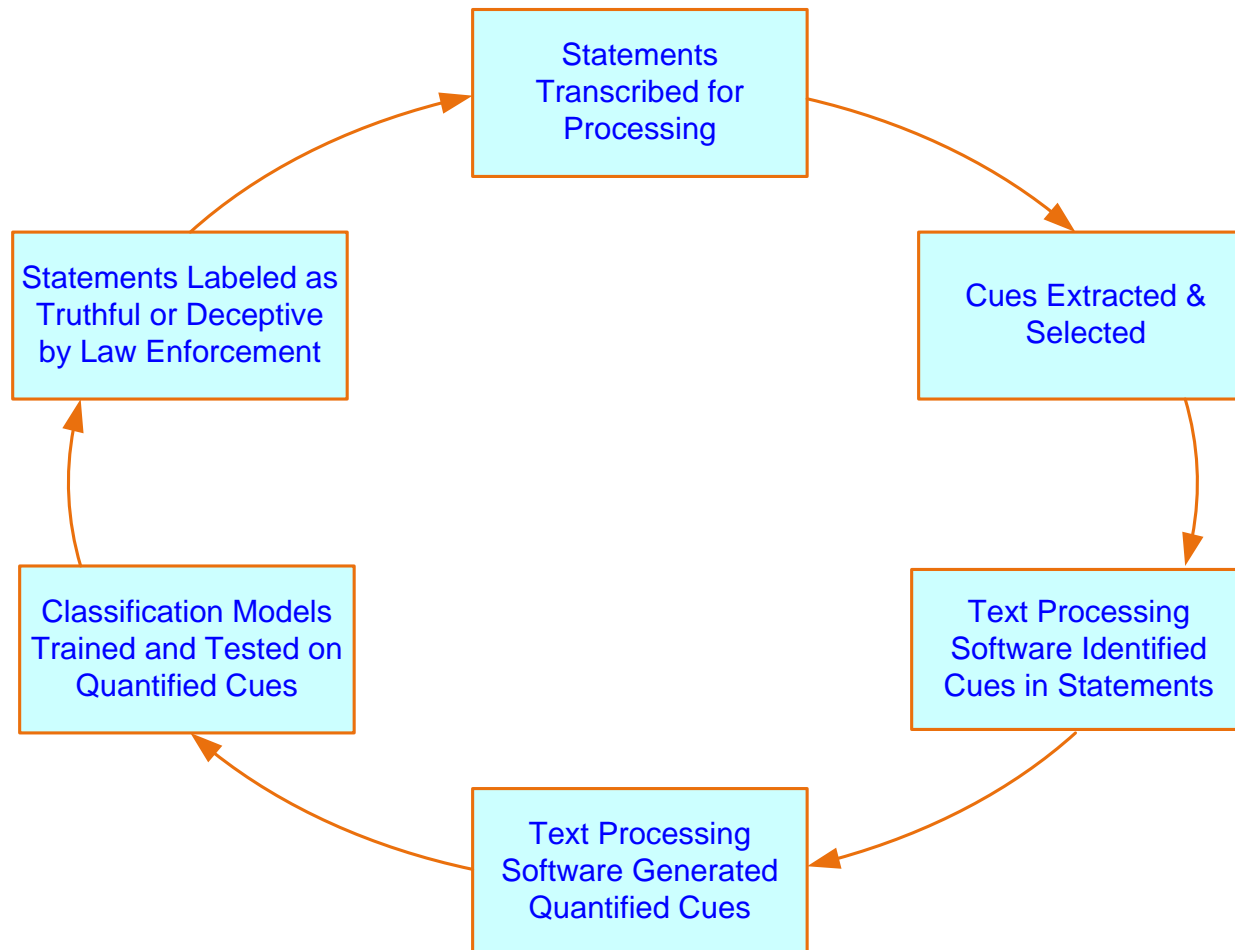 Statements
Transcribed for
Processing
Cues Extracted &
Selected
Text Processing
Software Identified
Cues in Statements
Text Processing
Software Generated
Quantified Cues
Classification Models
Trained and Tested on
Quantified Cues
Statements Labeled as
Truthful or Deceptive
by Law Enforcement